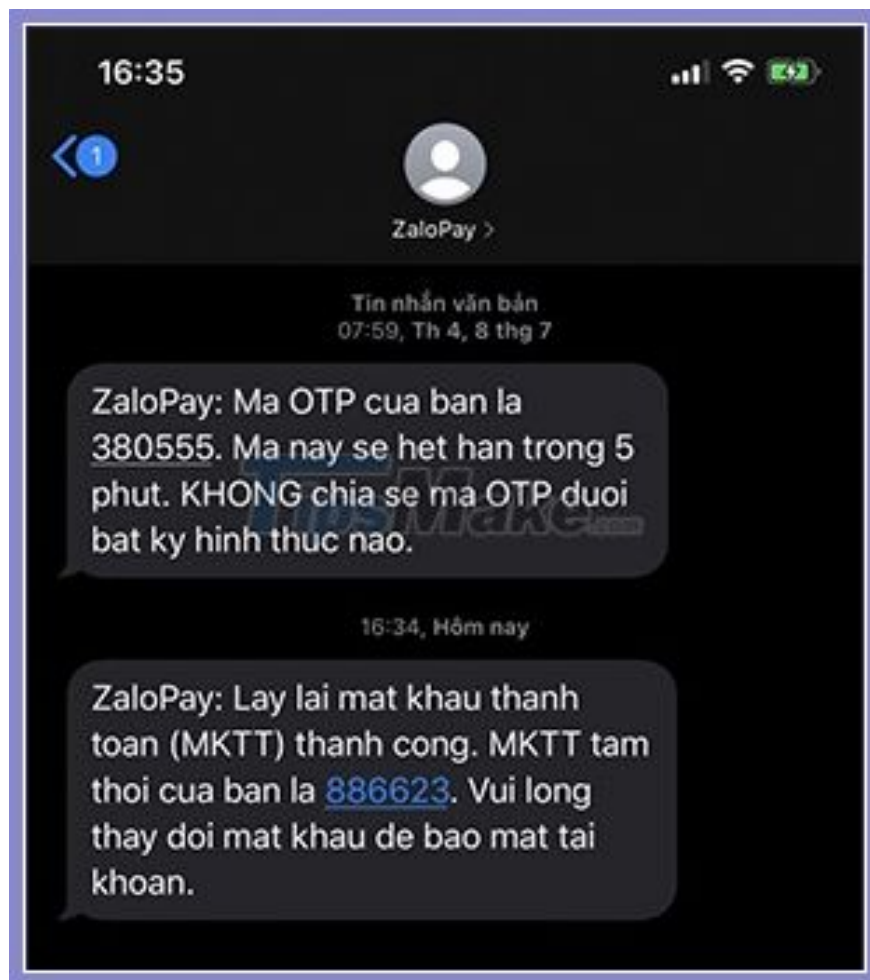 16:35
1
ZaloPay >
Tin nhắn văn bản
07:59, Th 4, 8 thg 7
ZaloPay: Ma OTP cua ban la
380555. Ma nay se het han trong 5
phut. KHONG chia se ma OTP duoi
bat ky hinh thuc nao.
TipsMake.com
16:34, Hôm nay
ZaloPay: Lay lai mat khau thanh
toan (MKTT) thanh cong. MKTT tam
thoi cua ban la 886623. Vui long
thay doi mat khau de bao mat tai
khoan.